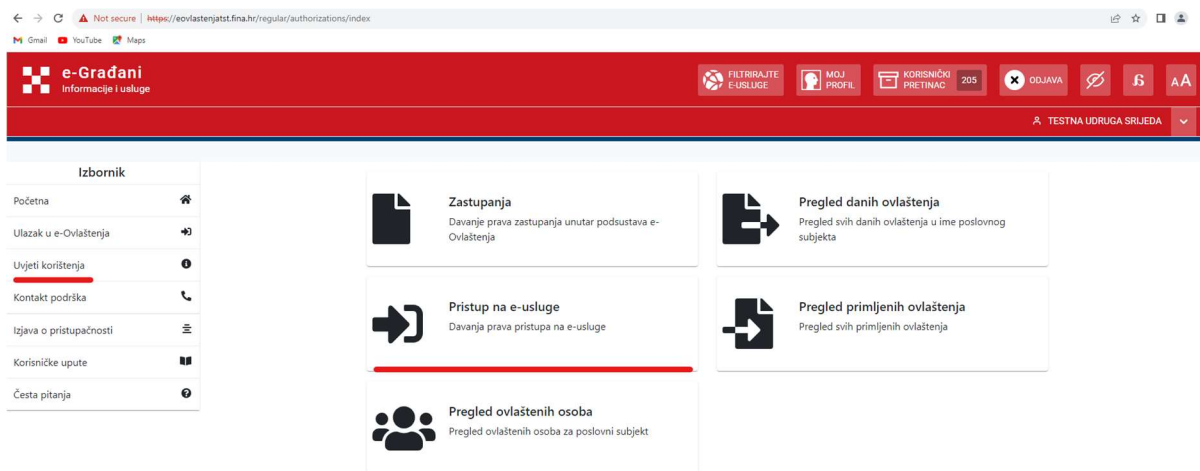 Not secure | https://eovlastenjatst.fina.hr/regular/authorizations/index
Gmail YouTube Maps
e-Građani
Informacije i usluge
FILTRIRAJTE
E-USLUGE
MOJ
PROFIL
KORISNIČKI
PRETINAC
205
ODJAVA
AA
TESTNA UDRUGA SRIJEDA
Izbornik
Početna
Ulazak u e-Ovlaštenja
Uvjeti korištenja
Kontakt podrška
Izjava o pristupačnosti
Korisničke upute
Česta pitanja
Zastupanja
Davanje prava zastupanja unutar podsustava e-
Ovlaštenja
Pregled danih ovlaštenja
Pregled svih danih ovlaštenja u ime poslovnog
subjekta
Pristup na e-usluge
Davanja prava pristupa na e-usluge
Pregled primljenih ovlaštenja
Pregled svih primljenih ovlaštenja
Pregled ovlaštenih osoba
Pregled ovlaštenih osoba za poslovni subjekt